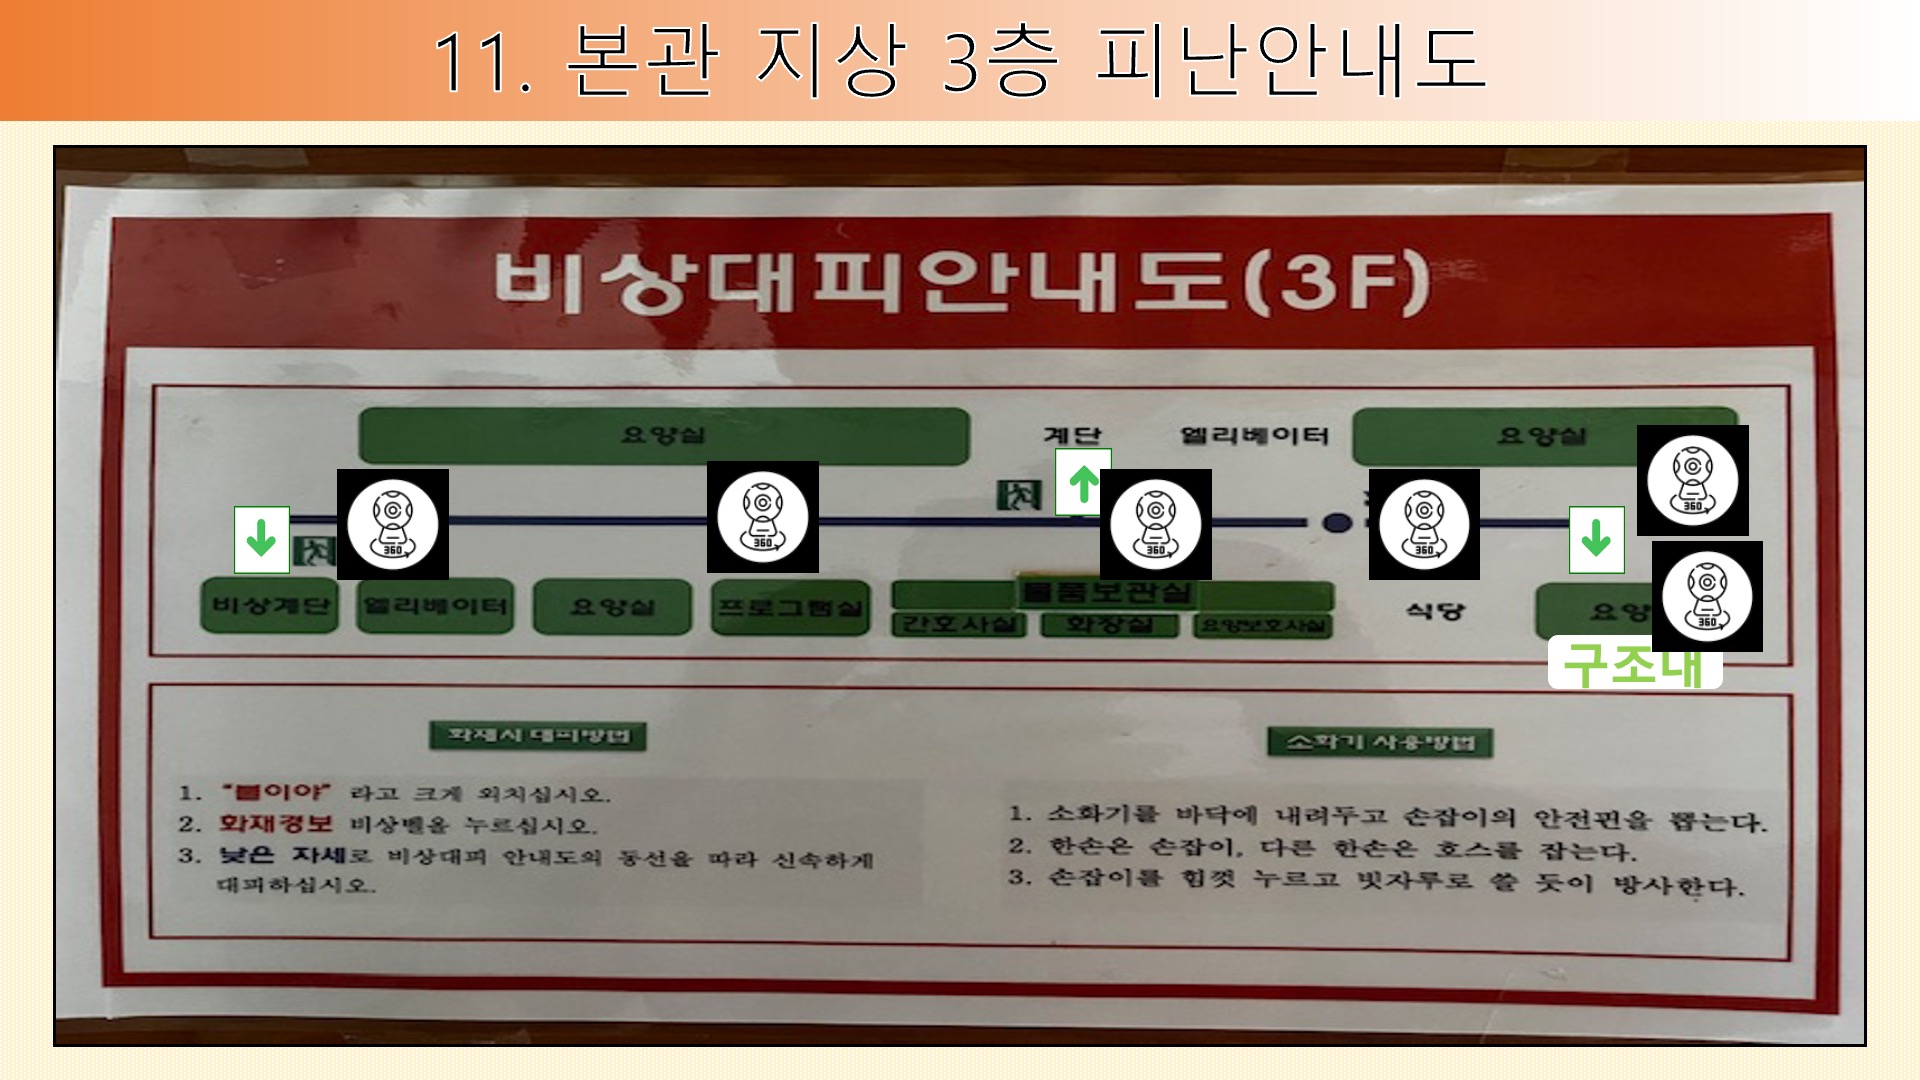 11. 본관 지상 3층 피난안내도
비상대피안내도(3F)
요양실
계단
엘리베이터
요양실
360
360
360
360
360
360
비상계단
엘리베이터
요양실
프로그램실
물품보관실
간호사실
화장실
요양보호사실
식당
요양
구조대
화재시 대피방법
1. "불이야" 라고 크게 외치십시오.
2. 화재경보 비상벨을 누르십시오.
3. 낮은 자세로 비상대피 안내도의 동선을 따라 신속하게
대피하십시오.
소화기 사용방법
1. 소화기를 바닥에 내려두고 손잡이의 안전핀을 뽑는다.
2. 한손은 손잡이, 다른 한손은 호스를 잡는다.
3. 손잡이를 힘껏 누르고 빗자루로 쓸 듯이 방사한다.